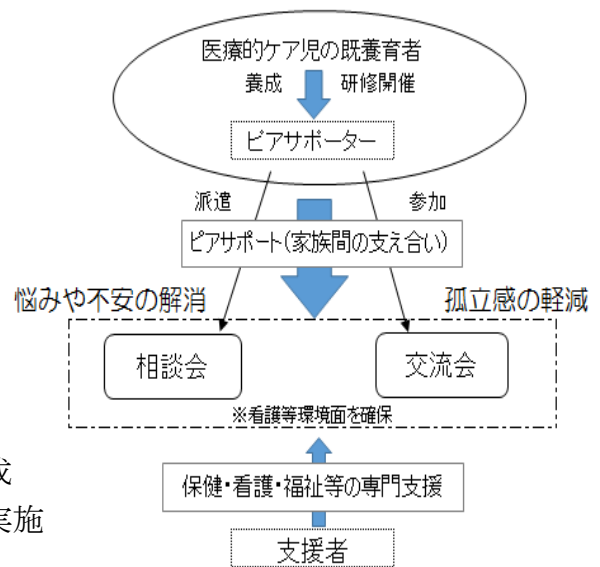 医療的ケア児の既養育者
養成　研修開催
ピアサポーター
派遣　参加
ピアサポート(家族間の支え合い)
悩みや不安の解消　孤立感の軽減
相談会　交流会
※看護等環境面を確保
成
保健・看護・福祉等の専門支援
実施
支援者